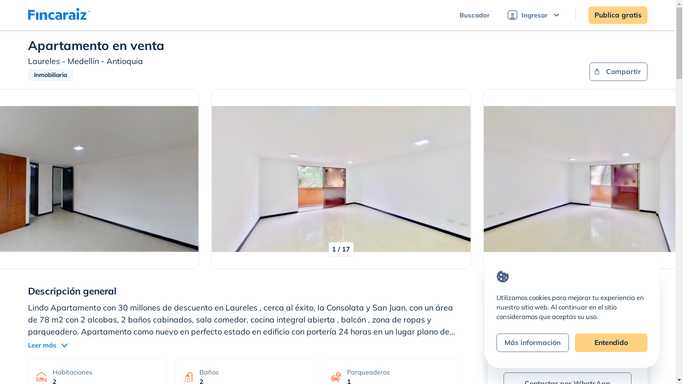 Fincaraiz
Buscador
Ingresar
Publica gratis
Apartamento en venta
Laureles - Medellín - Antioquia
Inmobiliaria
Compartir
1 / 17
Descripción general
Lindo Apartamento con 30 millones de descuento en Laureles , cerca al éxito, la Consolata y San Juan. con un área
de 78 m2 con 2 alcobas, 2 baños cabinados, sala comedor, cocina integral abierta , balcón , zona de ropas y
parqueadero. Apartamento como nuevo en perfecto estado en edificio con portería 24 horas en un lugar plano de...
Leer más
Habitaciones
2
Baños
2
Parqueaderos
1
Utilizamos cookies para mejorar tu experiencia en
nuestro sitio web. Al continuar en el sitio
consideramos que aceptas su uso.
Más información
Entendido
Contactar por WhatsApp